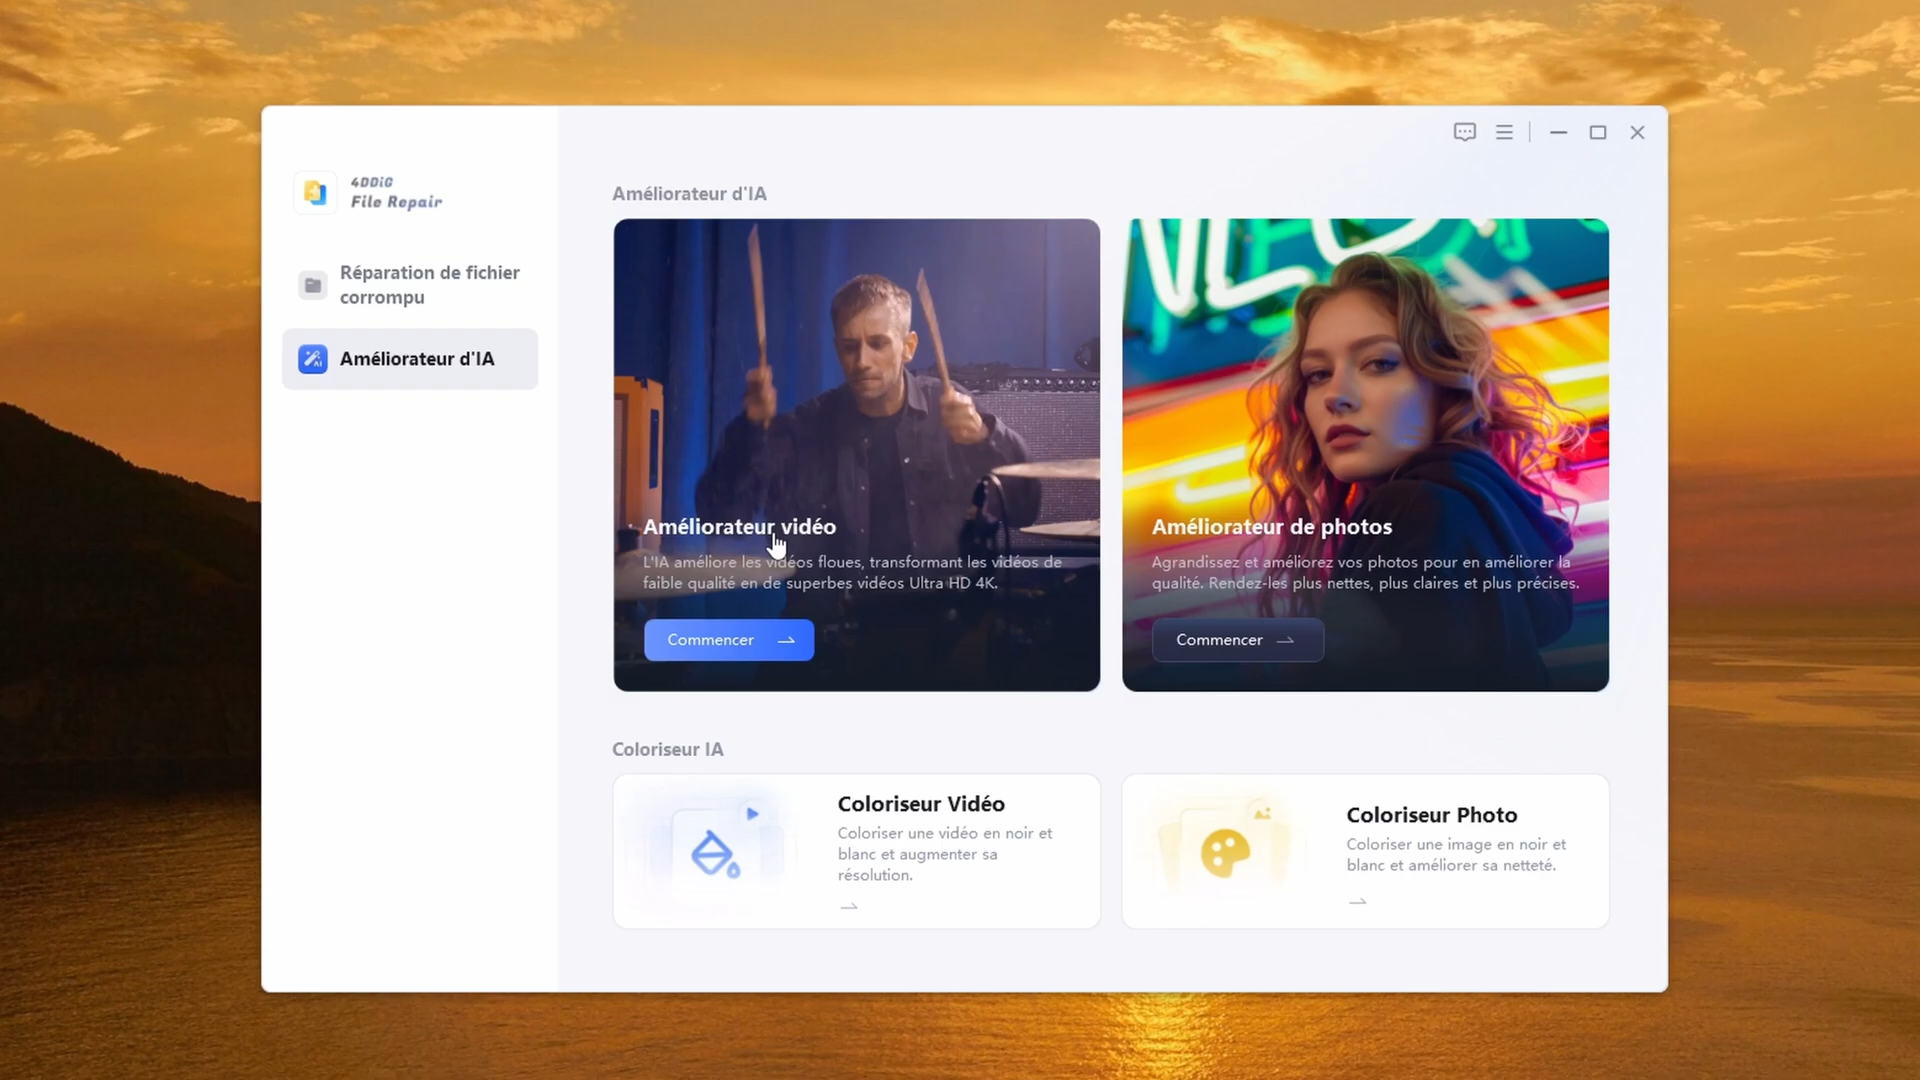 4DDiG
File Repair
Réparation de fichier
corrompu
Améliorateur d'IA
Améliorateur d'IA
Améliorateur vidéo
L'IA améliore les vidéos floues, transformant les vidéos de
faible qualité en de superbes vidéos Ultra HD 4K.
Commencer
Améliorateur de photos
Agrandissez et améliorez vos photos pour en améliorer la
qualité. Rendez-les plus nettes, plus claires et plus précises.
Commencer
Coloriseur IA
Coloriseur Vidéo
Coloriser une vidéo en noir et
blanc et augmenter sa
résolution.
Coloriseur Photo
Coloriser une image en noir et
blanc et améliorer sa netteté.